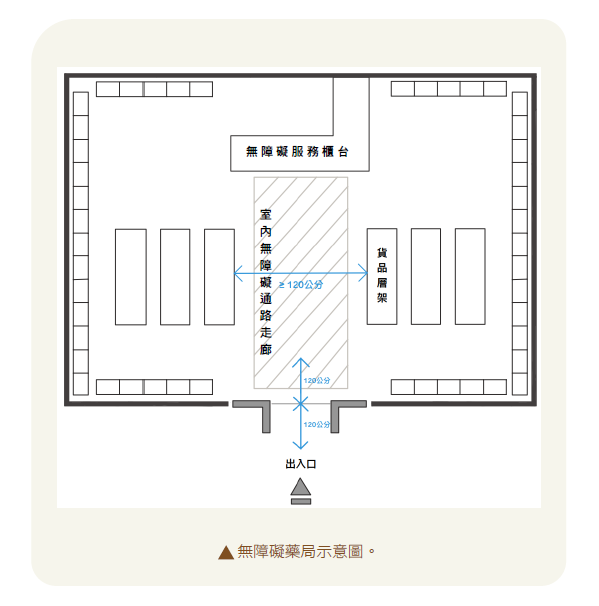 無障礙服務櫃台
室內無障礙通路走廊
貨品層架
≥ 120公分
120公分
120公分
出入口
▲無障礙藥局示意圖。